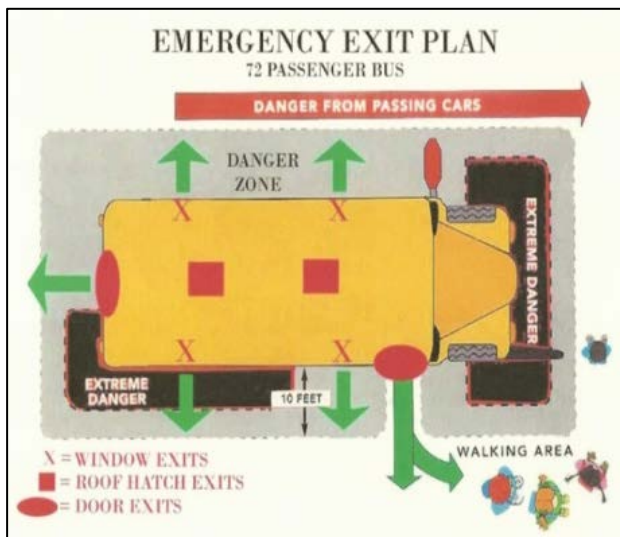 EMERGENCY EXIT PLAN
72 PASSENGER BUS
DANGER FROM PASSING CARS
DANGER
ZONE
X
X
EXTREME DANGER
X
X
EXTREME
DANGER
10 FEET
WALKING AREA
X = WINDOW EXITS
= ROOF HATCH EXITS
= DOOR EXITS